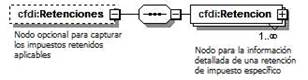 cfdi:Retenciones
Nodo opcional para capturar
los impuestos retenidos
aplicables
cfdi:Retencion
1..∞
Nodo para la información
detallada de una retención
de impuesto específico